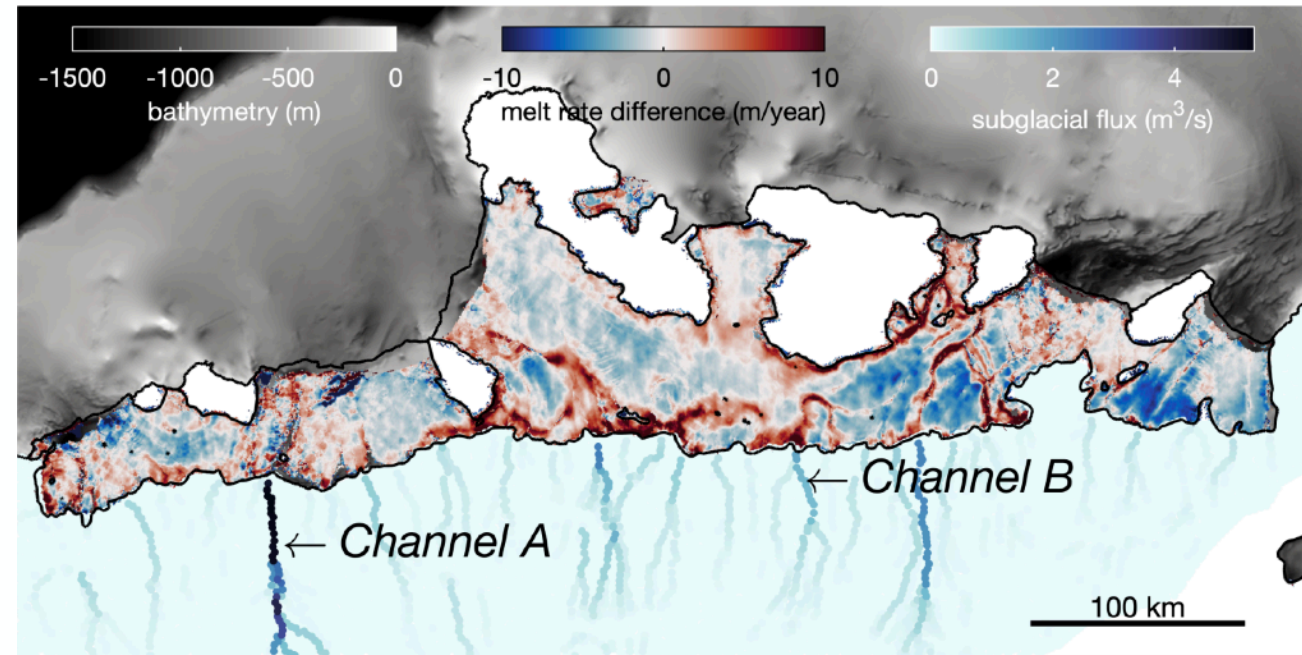 -1500 -1000 -500 0
bathymetry (m)
-10 0 10
melt rate difference (m/year)
0 2 4
subglacial flux (m³/s)
← Channel B
← Channel A
100 km